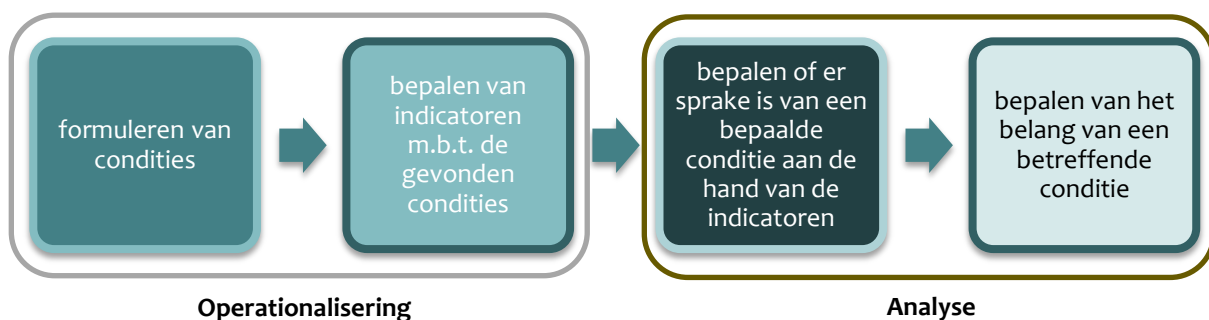 formuleren van
condities
bepalen van
indicatoren
m.b.t. de
gevonden
condities
bepalen of er
sprake is van een
bepaalde
conditie aan de
hand van de
indicatoren
bepalen van het
belang van een
betreffende
conditie
Operationalisering
Analyse